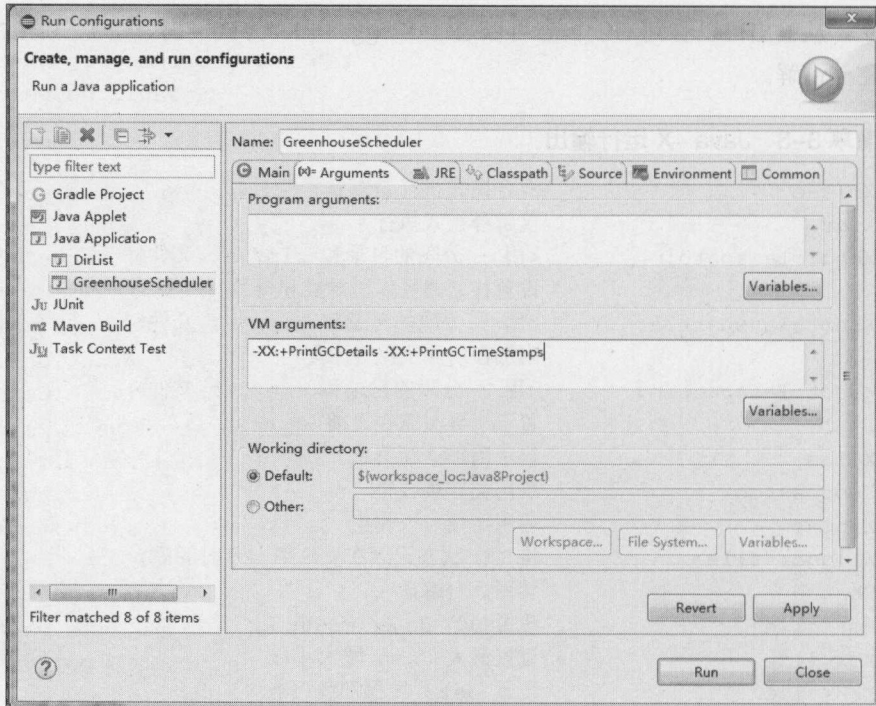 Run Configurations
Create, manage, and run configurations
Run a Java application
type filter text
Gradle Project
Java Applet
Java Application
DirList
GreenhouseScheduler
JUnit
Maven Build
Task Context Test
Filter matched 8 of 8 items
Name: GreenhouseScheduler
Main
Arguments
JRE
Classpath
Source
Environment
Common
Program arguments:
Variables...
VM arguments:
-XX:+PrintGCDetails -XX:+PrintGCTimeStamps
Variables...
Working directory:
Default: ${workspace_loc:Java8Project}
Other:
Workspace... File System... Variables...
Revert Apply
Run Close